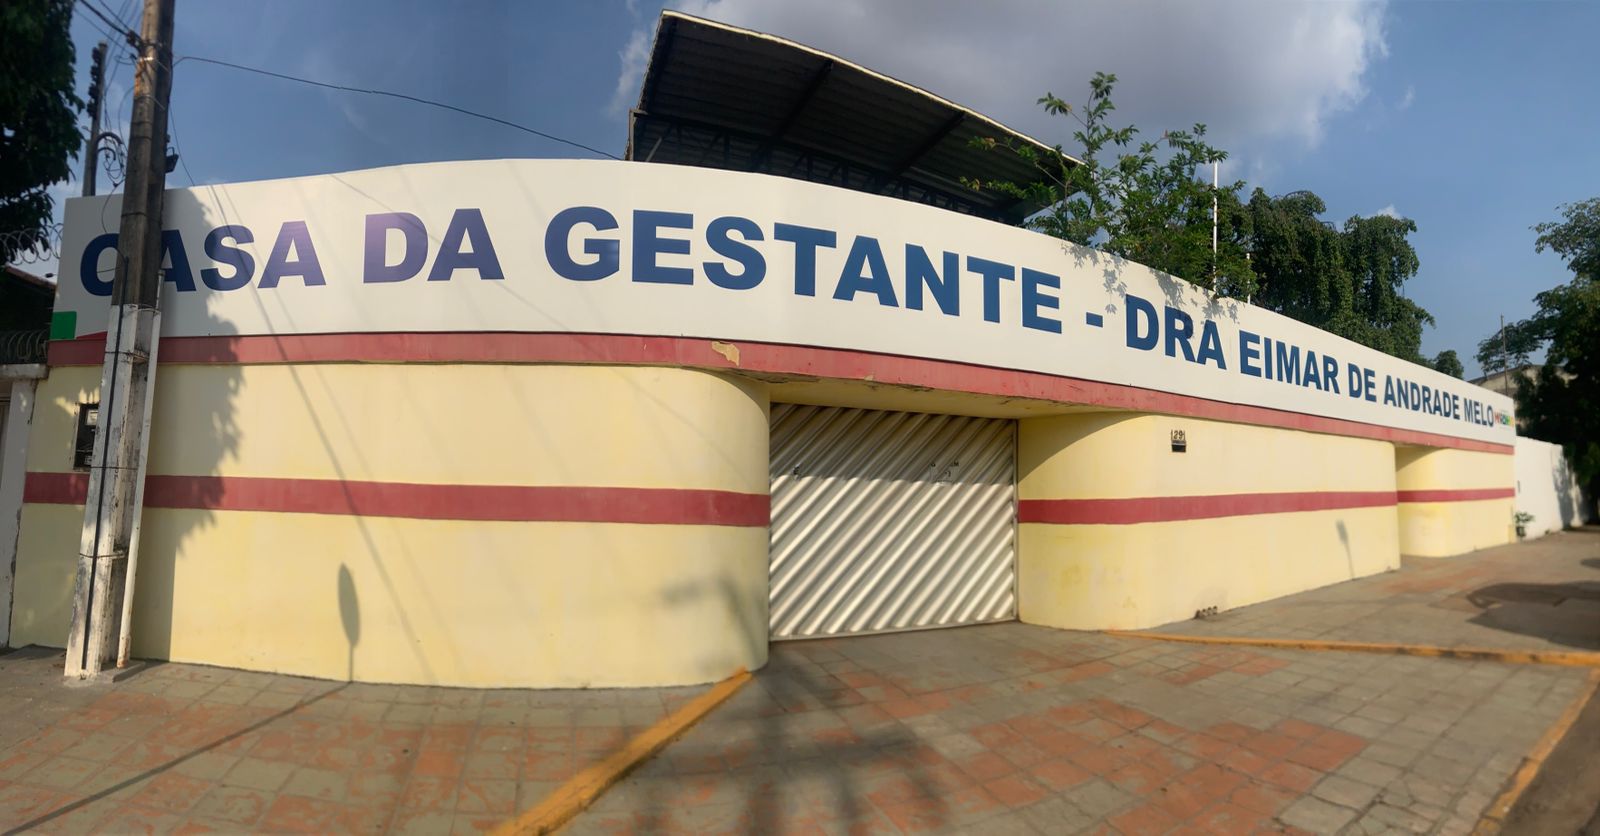 CASA DA GESTANTE - DRA EIMAR DE ANDRADE MELO